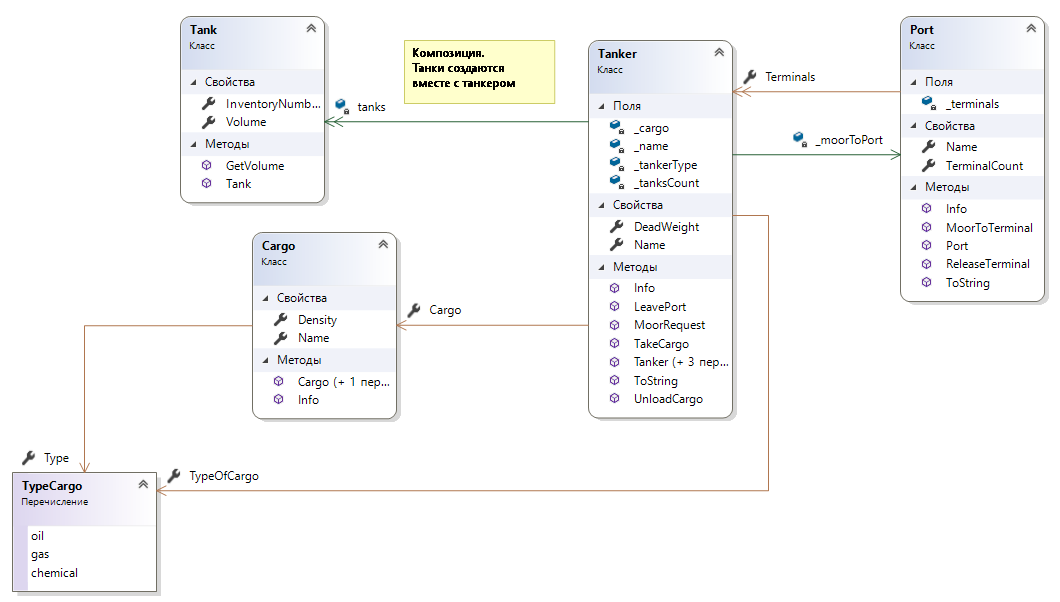 Tank
Класс
Свойства
InventoryNumb...
Volume
Методы
GetVolume
Tank
Композиция.
Танки создаются
вместе с танкером
tanks
Tanker
Класс
Поля
_cargo
_name
_tankerType
_tanksCount
Свойства
DeadWeight
Name
Методы
Info
LeavePort
MoorRequest
TakeCargo
Tanker (+ 3 пер...
ToString
UnloadCargo
Terminals
_moorToPort
Port
Класс
Поля
_terminals
Свойства
Name
TerminalCount
Методы
Info
MoorToTerminal
Port
ReleaseTerminal
ToString
Cargo
Класс
Свойства
Density
Name
Методы
Cargo (+ 1 пер...
Info
Cargo
Type
TypeOfCargo
TypeCargo
Перечисление
oil
gas
chemical